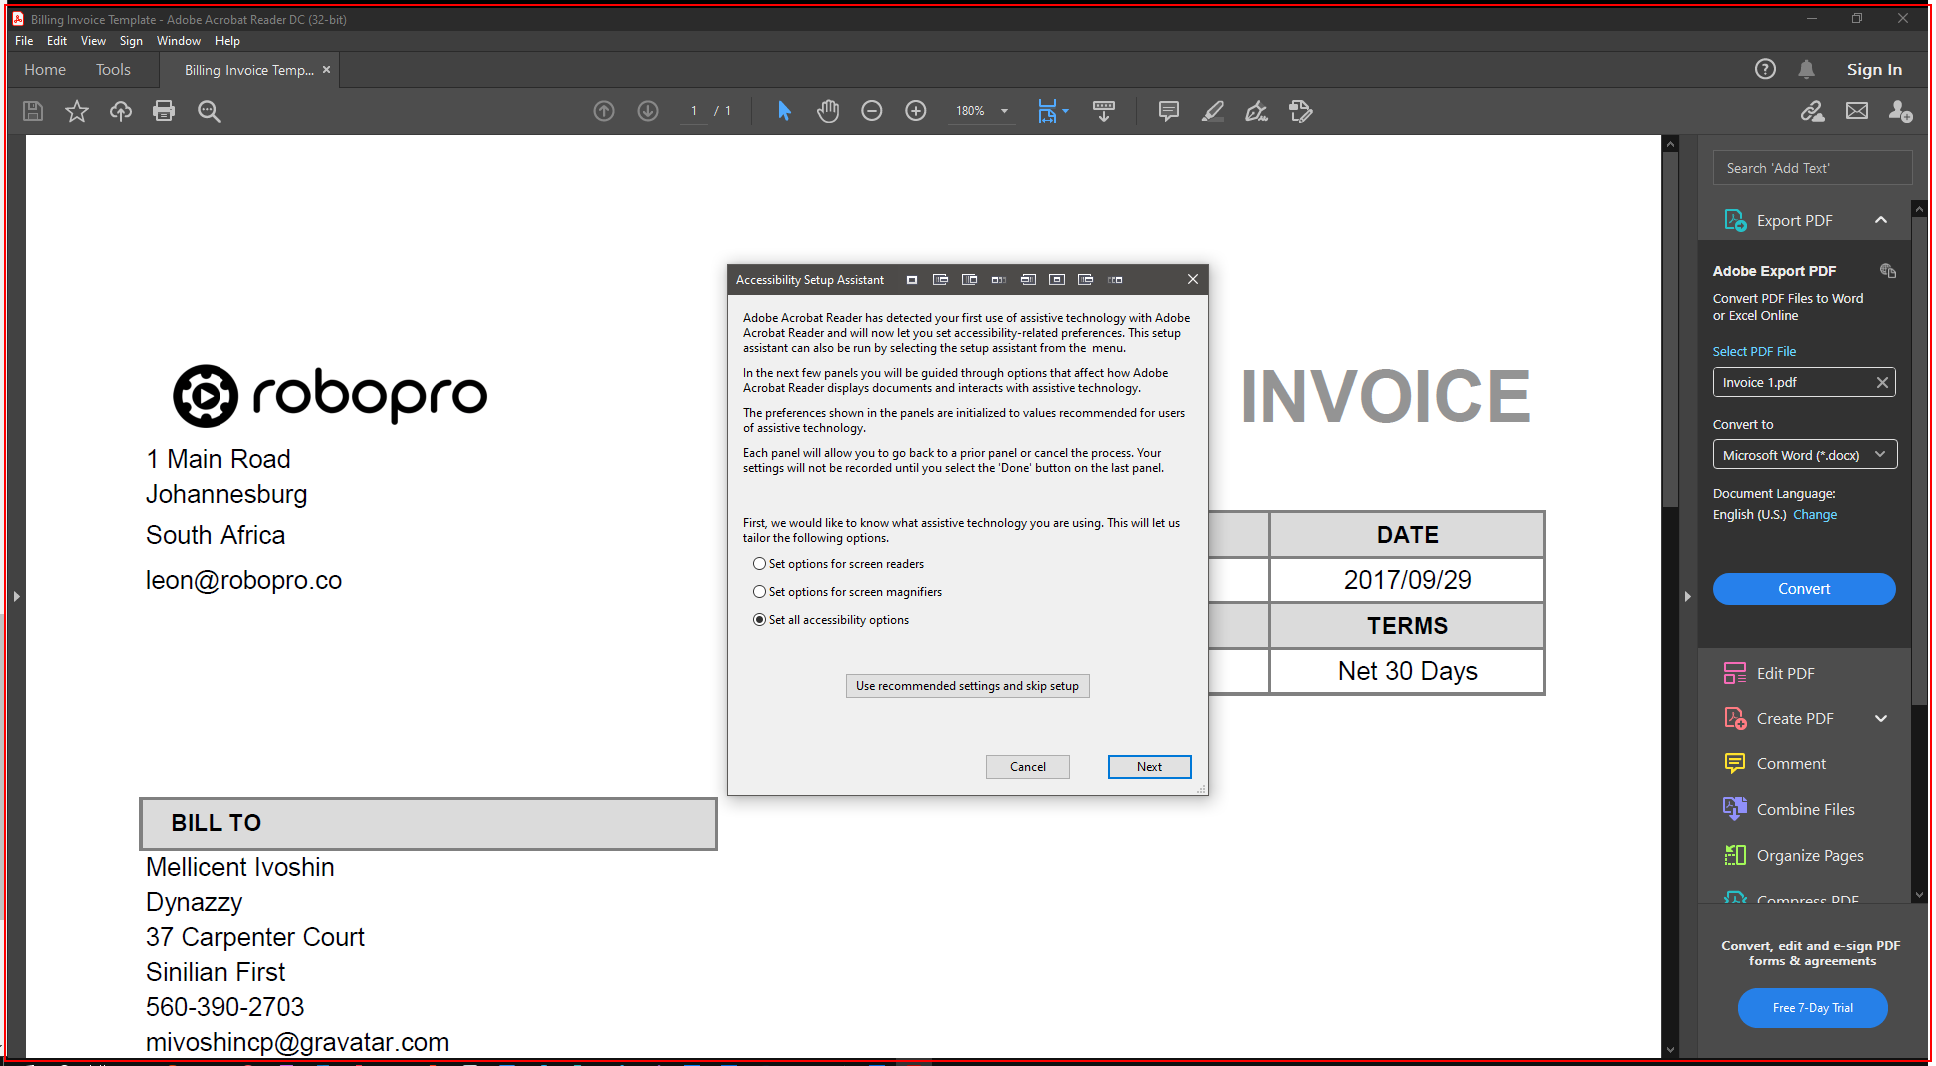 Billing Invoice Template - Adobe Acrobat Reader DC (32-bit)
File Edit View Sign Window Help
Home Tools Billing Invoice Temp... Sign In
1 / 1 180%
Search 'Add Text'
Export PDF
Adobe Export PDF
Convert PDF Files to Word
or Excel Online
Select PDF File
Invoice 1.pdf
Convert to
Microsoft Word (*.docx)
Document Language:
English (U.S.) Change
Convert
Edit PDF
Create PDF
Comment
Combine Files
Organize Pages
Compress PDF
Convert, edit and e-sign PDF
forms & agreements
Free 7-Day Trial
Accessibility Setup Assistant
Adobe Acrobat Reader has detected your first use of assistive technology with Adobe
Acrobat Reader and will now let you set accessibility-related preferences. This setup
assistant can also be run by selecting the setup assistant from the menu.
In the next few panels you will be guided through options that affect how Adobe
Acrobat Reader displays documents and interacts with assistive technology.
The preferences shown in the panels are initialized to values recommended for users
of assistive technology.
Each panel will allow you to go back to a prior panel or cancel the process. Your
settings will not be recorded until you select the 'Done' button on the last panel.
First, we would like to know what assistive technology you are using. This will let us
tailor the following options.
Set options for screen readers
Set options for screen magnifiers
Set all accessibility options
Use recommended settings and skip setup
Cancel Next
robopro
INVOICE
1 Main Road
Johannesburg
South Africa
leon@robopro.co
DATE
2017/09/29
TERMS
Net 30 Days
BILL TO
Mellicent Ivoshin
Dynazzy
37 Carpenter Court
Sinilian First
560-390-2703
mivoshincp@gravatar.com